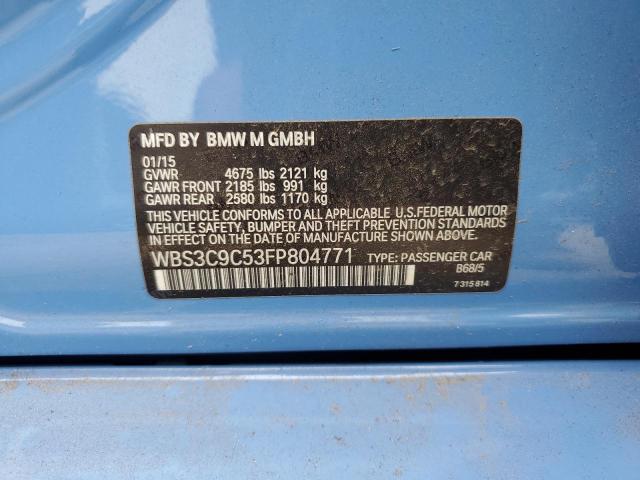 MFD BY BMW M GMBH
01/15
GVWR 4675 lbs 2121 kg
GAWR FRONT 2185 lbs 991 kg
GAWR REAR 2580 lbs 1170 kg
THIS VEHICLE CONFORMS TO ALL APPLICABLE U.S.FEDERAL MOTOR
VEHICLE SAFETY, BUMPER AND THEFT PREVENTION STANDARDS
IN EFFECT ON THE DATE OF MANUFACTURE SHOWN ABOVE.
WBS3C9C53FP804771 TYPE: PASSENGER CAR
B68/5
7 315 814